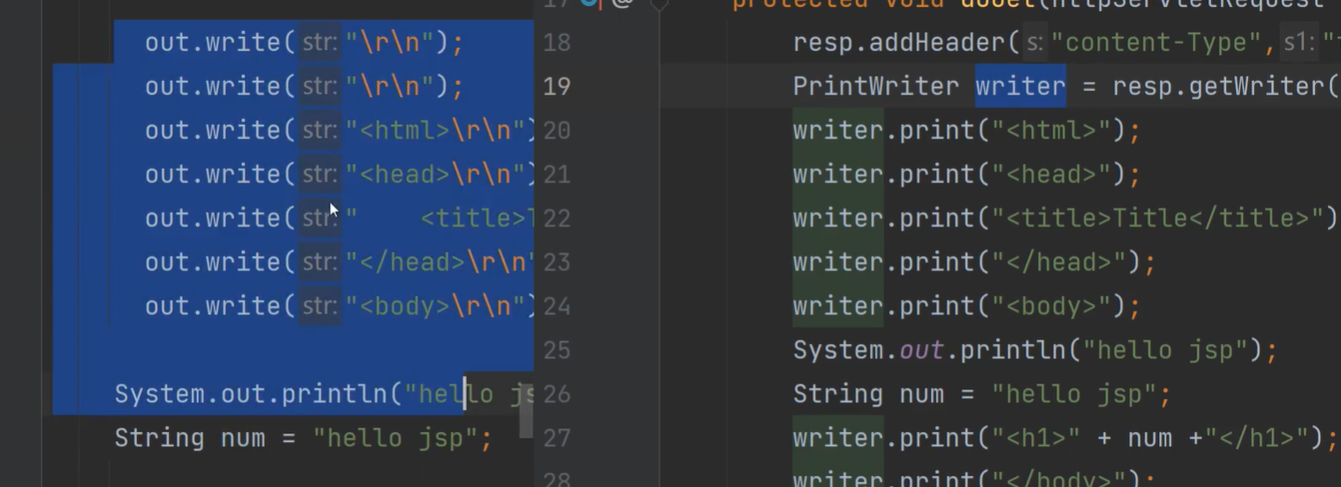 out.write( str: "\r\n");
out.write( str: "\r\n");
out.write( str: "<html>\r\n")
out.write( str: "<head>\r\n")
out.write( str: "    <title>
out.write( str: "</head>\r\n"
out.write( str: "<body>\r\n")
System.out.println("hello js
String num = "hello jsp";
17 protected void doGet(HttpServletRequest
18 resp.addHeader( s: "content-Type", s1: "
19 PrintWriter writer = resp.getWriter(
20 writer.print("<html>");
21 writer.print("<head>");
22 writer.print("<title>Title</title>")
23 writer.print("</head>");
24 writer.print("<body>");
25 System.out.println("hello jsp");
26 String num = "hello jsp";
27 writer.print("<h1>" + num +"</h1>");
28 writer.print("</body>");